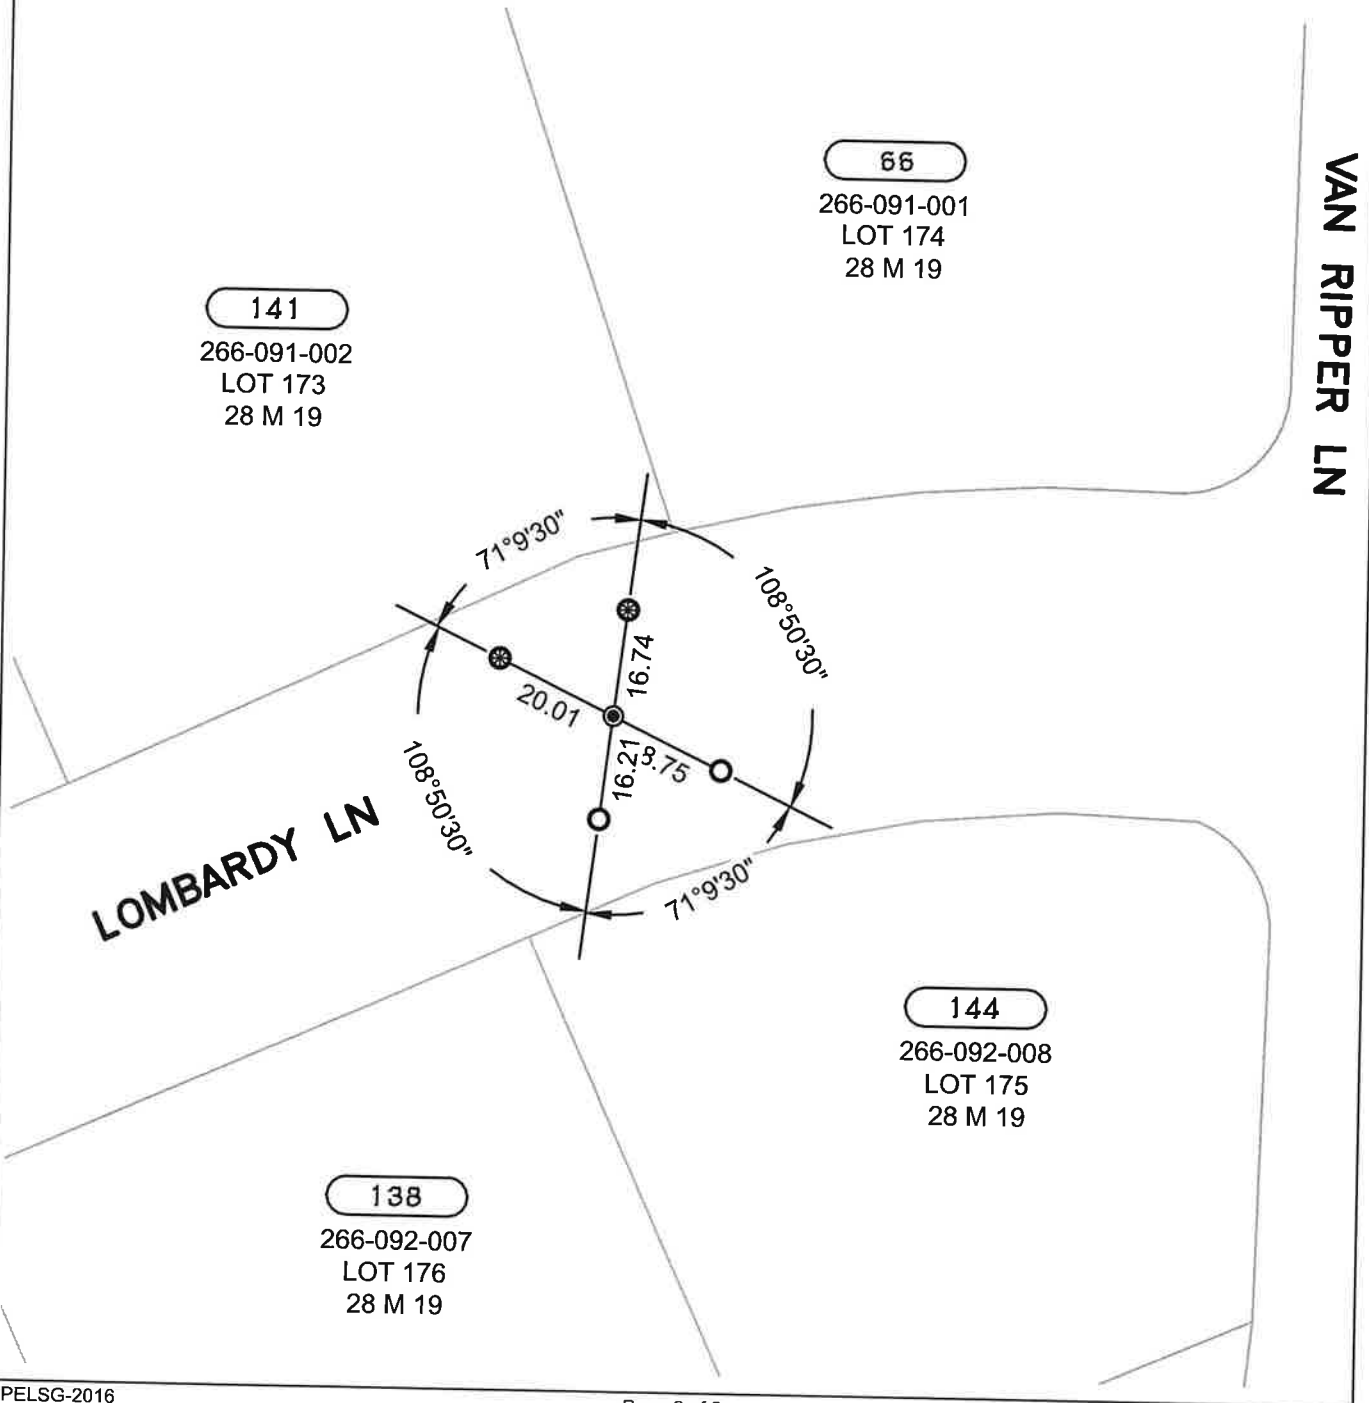 66
266-091-001
LOT 174
28 M 19
VAN RIPPER LN
141
266-091-002
LOT 173
28 M 19
71°9'30"
108°50'30"
16.74
20.01
16.21
8.75
108°50'30"
LOMBARDY LN
71°9'30"
144
266-092-008
LOT 175
28 M 19
138
266-092-007
LOT 176
28 M 19
PELSG-2016